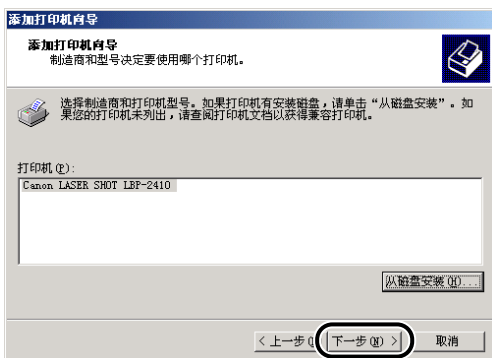 添加打印机向导
添加打印机向导
制造商和型号决定要使用哪个打印机。
选择制造商和打印机型号。如果打印机有安装磁盘，请单击“从磁盘安装”。如
果您的打印机未列出，请查阅打印机文档以获得兼容打印机。
打印机(P):
Canon LASER SHOT LBP-2410
从磁盘安装(H)...
< 上一步 下一步(N) > 取消